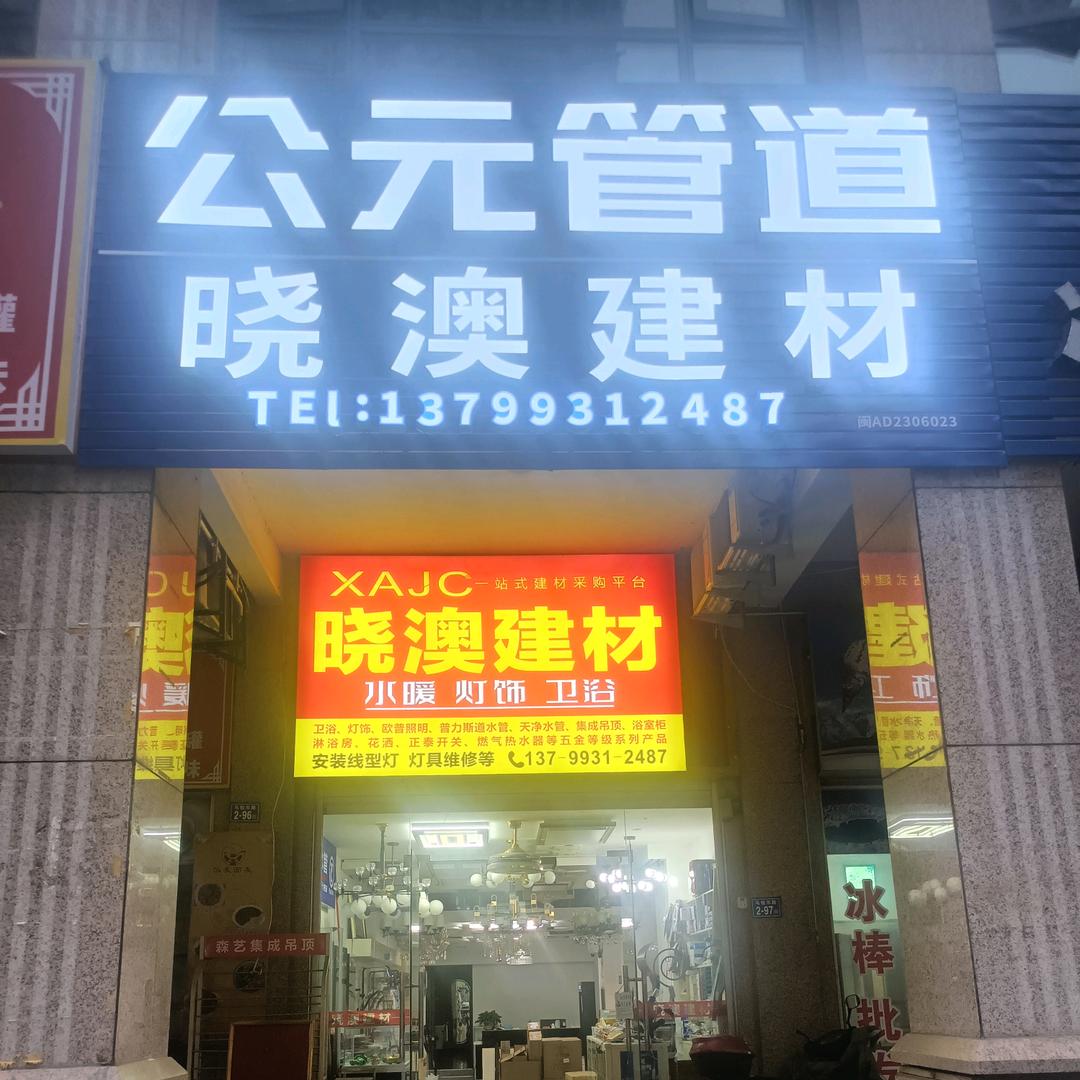 公元管道
晓澳建材
TEl:13799312487
闽AD2306023
XAJC一站式建材采购平台
晓澳建材
水暖 灯饰 卫浴
卫浴、灯饰、欧普照明、普力斯道水管、天净水管、集成吊顶、浴室柜
淋浴房、花洒、正泰开关、燃气热水器等五金等级系列产品
安装线型灯 灯具维修等 137-9931-2487
2-96
2-97
森艺集成吊顶
冰棒批